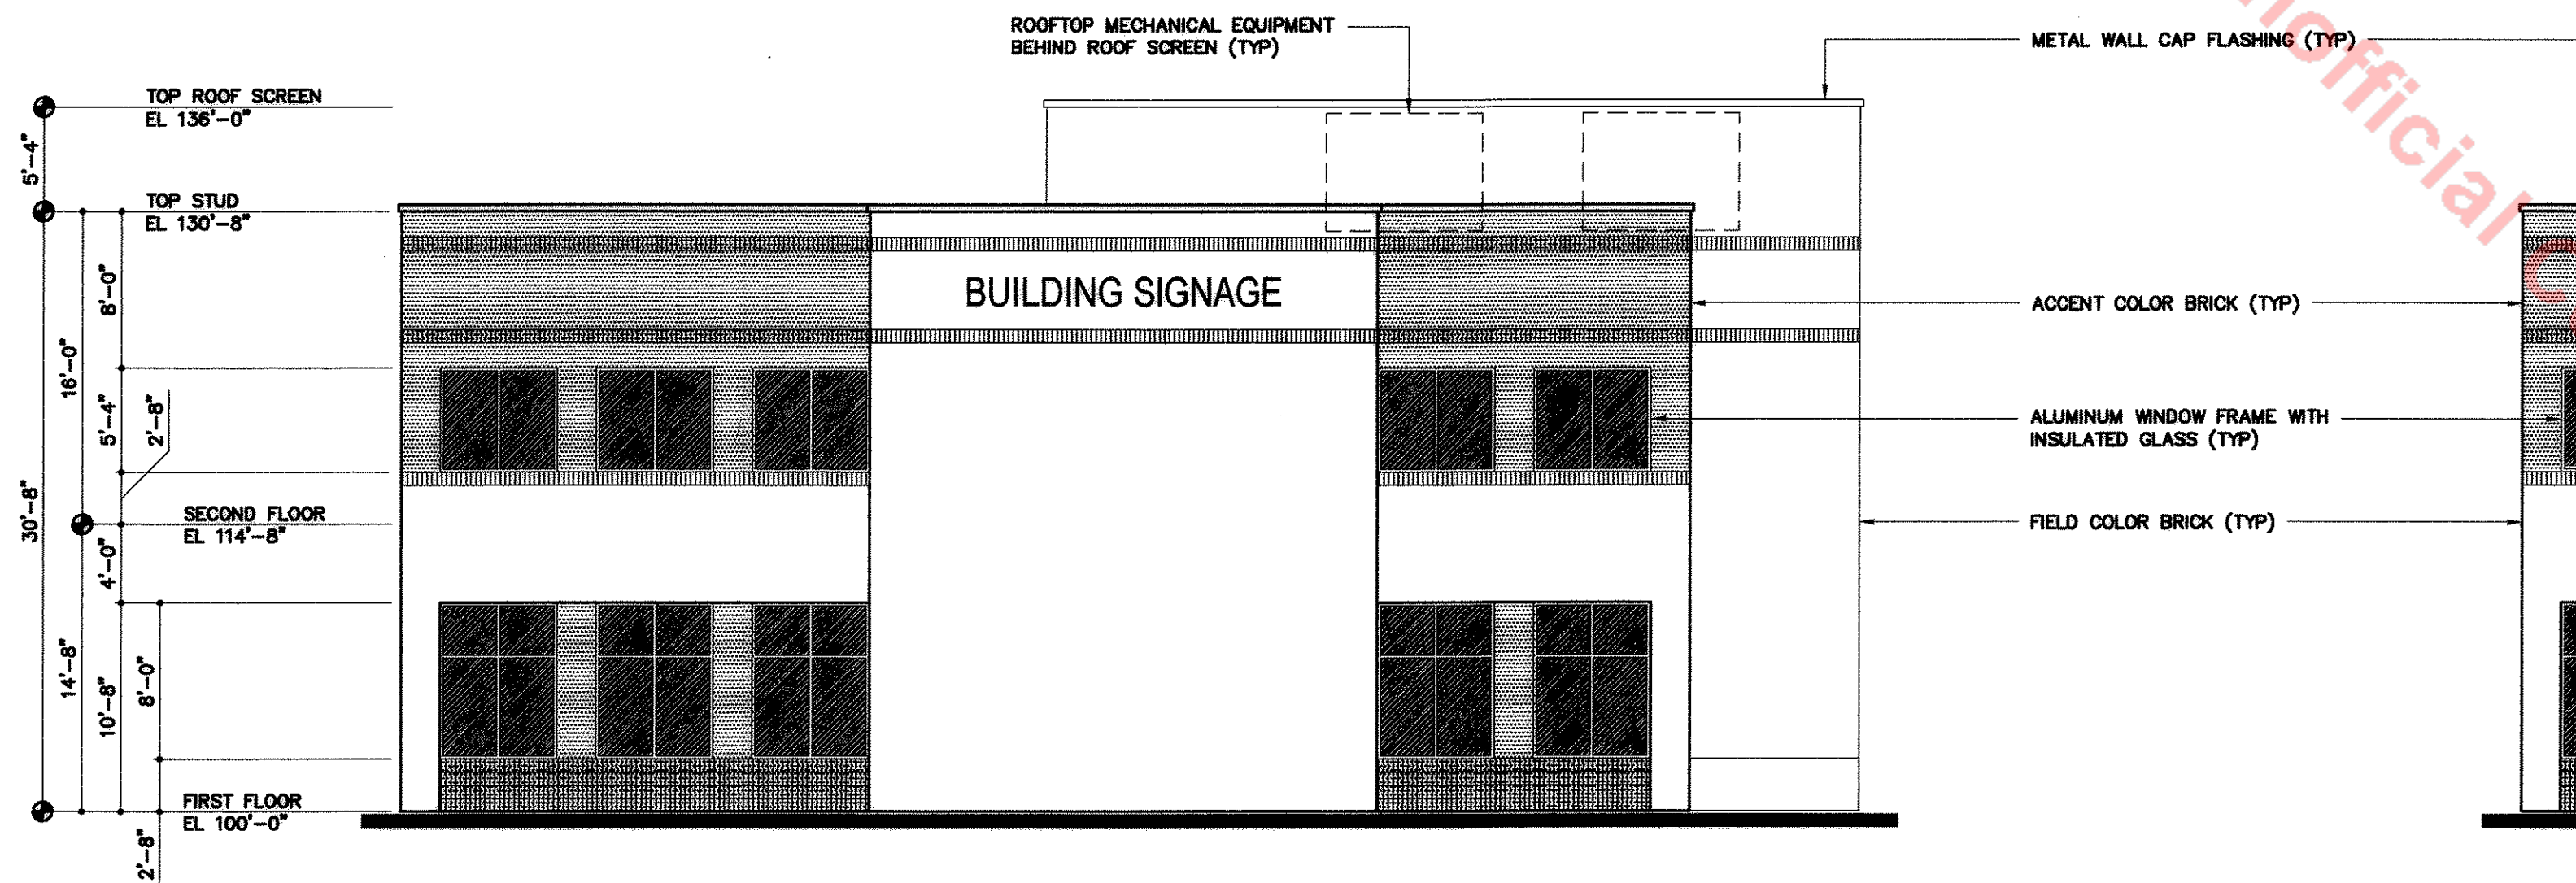 ROOFTOP MECHANICAL EQUIPMENT
BEHIND ROOF SCREEN (TYP)
METAL WALL CAP FLASHING (TYP)
TOP ROOF SCREEN
EL 136'-0"
5'-4"
TOP STUD
EL 130'-8"
8'-0"
16'-0"
5'-4"
2'-8"
30'-8"
SECOND FLOOR
EL 114'-8"
4'-0"
14'-8"
10'-8"
8'-0"
FIRST FLOOR
EL 100'-0"
2'-8"
BUILDING SIGNAGE
ACCENT COLOR BRICK (TYP)
ALUMINUM WINDOW FRAME WITH
INSULATED GLASS (TYP)
FIELD COLOR BRICK (TYP)